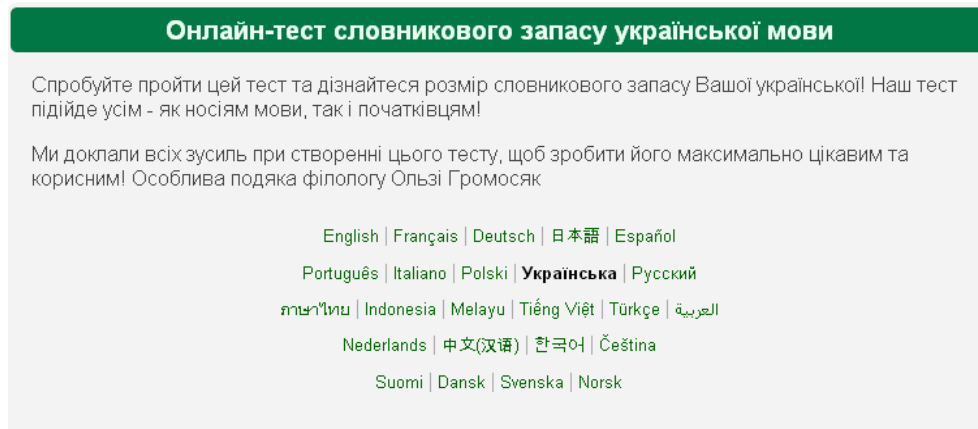 Онлайн-тест словникового запасу української мови
Спробуйте пройти цей тест та дізнайтеся розмір словникового запасу Вашої української! Наш тест
підійде усім - як носіям мови, так і початківцям!
Ми доклали всіх зусиль при створенні цього тесту, щоб зробити його максимально цікавим та
корисним! Особлива подяка філологу Ользі Громосяк
English | Français | Deutsch | 日本語 | Español
Português | Italiano | Polski | Українська | Русский
ภาษาไทย | Indonesia | Melayu | Tiếng Việt | Türkçe | العربية
Nederlands | 中文(汉语) | 한국어 | Čeština
Suomi | Dansk | Svenska | Norsk